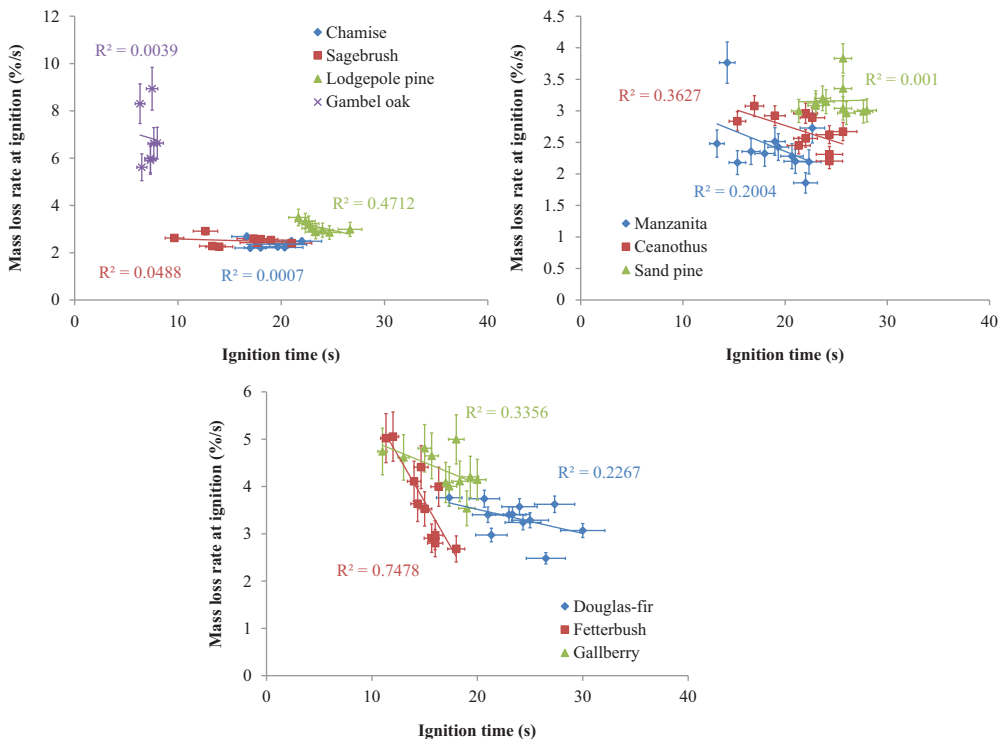 12
10
8
6
4
2
0
0
10
20
30
40
Mass loss rate at ignition (%/s)
Ignition time (s)
R² = 0.0039
R² = 0.4712
R² = 0.0488
R² = 0.0007
Chamise
Sagebrush
Lodgepole pine
Gambel oak
4.5
4
3.5
3
2.5
2
1.5
1
0.5
0
0
10
20
30
40
Mass loss rate at ignition (%/s)
Ignition time (s)
R² = 0.001
R² = 0.3627
R² = 0.2004
Manzanita
Ceanothus
Sand pine
6
5
4
3
2
1
0
0
10
20
30
40
Mass loss rate at ignition (%/s)
Ignition time (s)
R² = 0.3356
R² = 0.2267
R² = 0.7478
Douglas-fir
Fetterbush
Gallberry